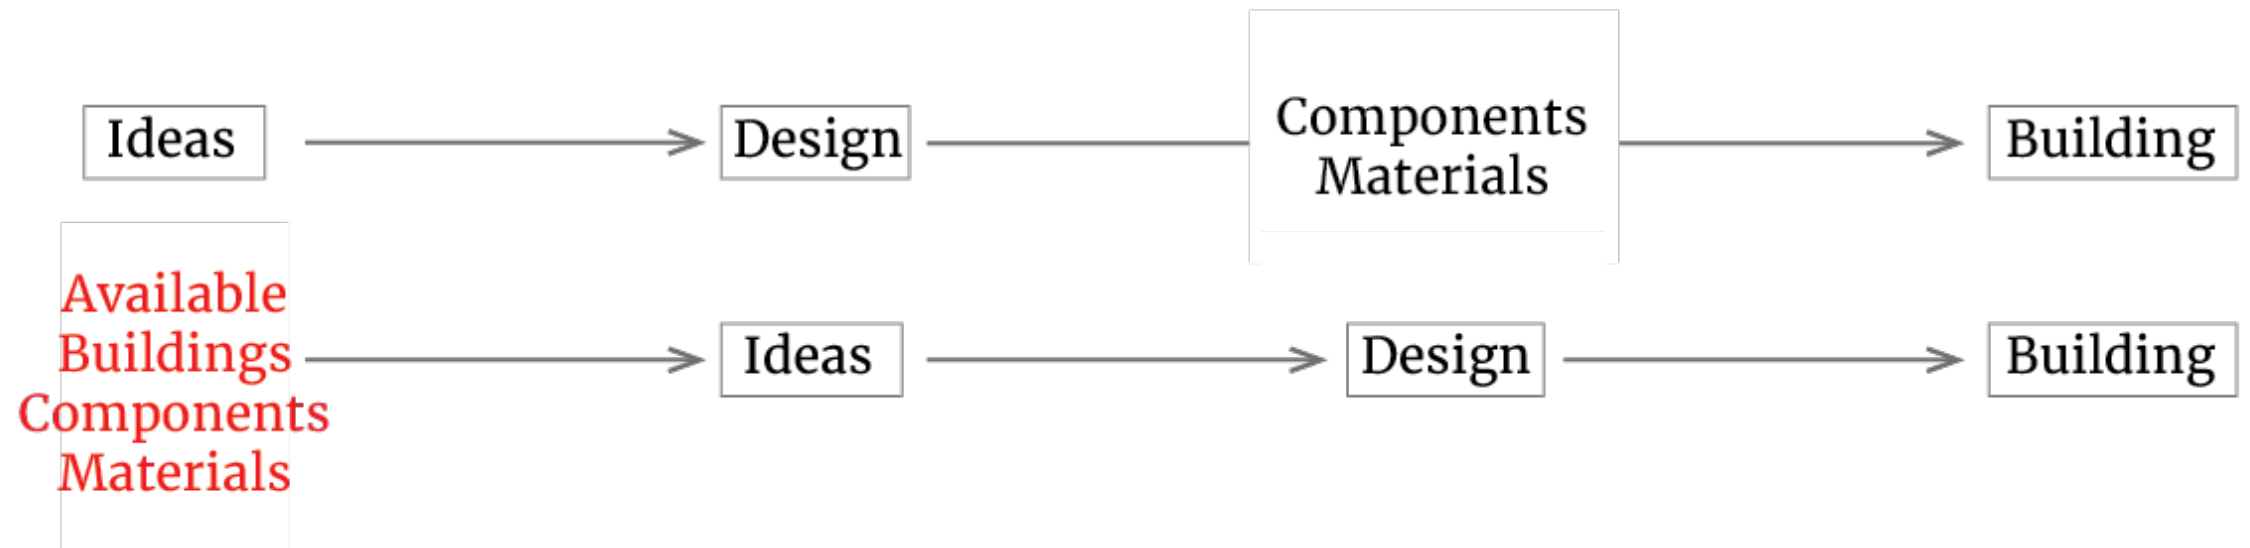 Ideas
Design
Components
Materials
Building
Available
Buildings
Components
Materials
Ideas
Design
Building